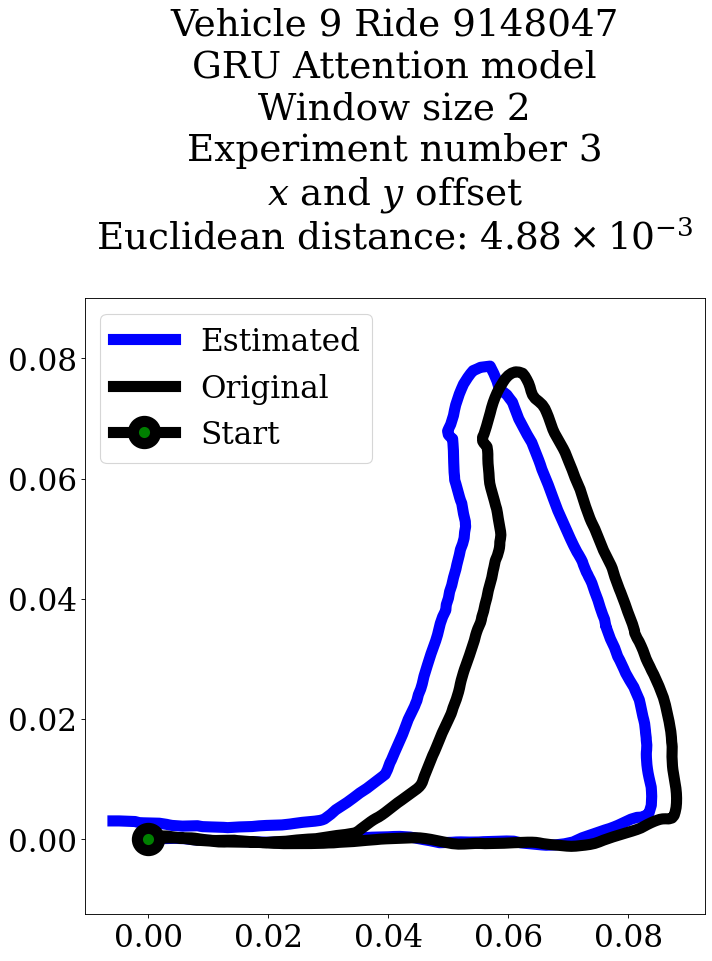 Vehicle 9 Ride 9148047
GRU Attention model
Window size 2
Experiment number 3
x and y offset
Euclidean distance: 4.88 × 10⁻³
Estimated
Original
Start
0.08
0.06
0.04
0.02
0.00
0.00 0.02 0.04 0.06 0.08